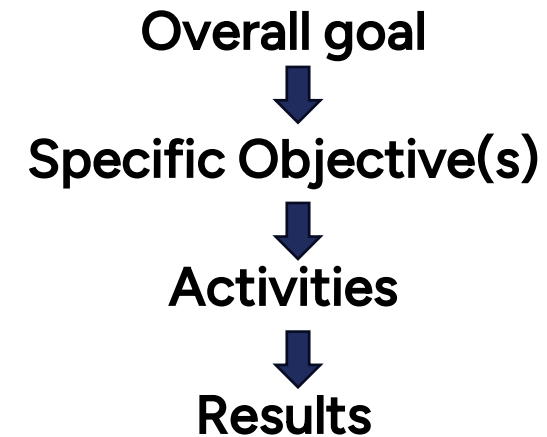 Overall goal
Specific Objective(s)
Activities
Results